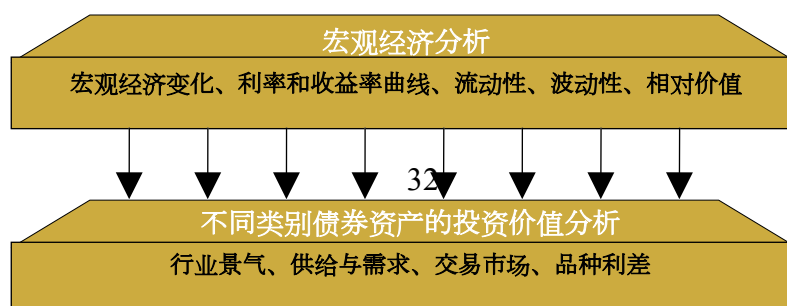 宏观经济分析
宏观经济变化、利率和收益率曲线、流动性、波动性、相对价值
32
不同类别债券资产的投资价值分析
行业景气、供给与需求、交易市场、品种利差